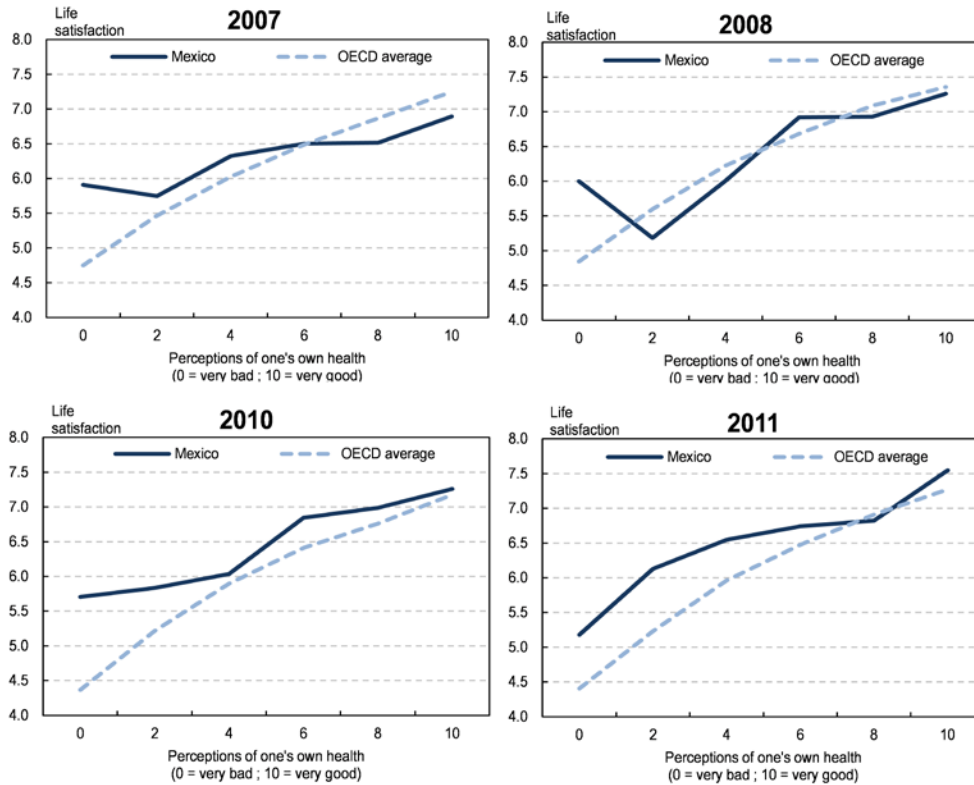 Life
satisfaction
2007
Mexico
OECD average
8.0
7.5
7.0
6.5
6.0
5.5
5.0
4.5
4.0
0 2 4 6 8 10
Perceptions of one's own health
(0 = very bad ; 10 = very good)
Life
satisfaction
2008
Mexico
OECD average
8.0
7.5
7.0
6.5
6.0
5.5
5.0
4.5
4.0
0 2 4 6 8 10
Perceptions of one's own health
(0 = very bad ; 10 = very good)
Life
satisfaction
2010
Mexico
OECD average
8.0
7.5
7.0
6.5
6.0
5.5
5.0
4.5
4.0
0 2 4 6 8 10
Perceptions of one's own health
(0 = very bad ; 10 = very good)
Life
satisfaction
2011
Mexico
OECD average
8.0
7.5
7.0
6.5
6.0
5.5
5.0
4.5
4.0
0 2 4 6 8 10
Perceptions of one's own health
(0 = very bad ; 10 = very good)